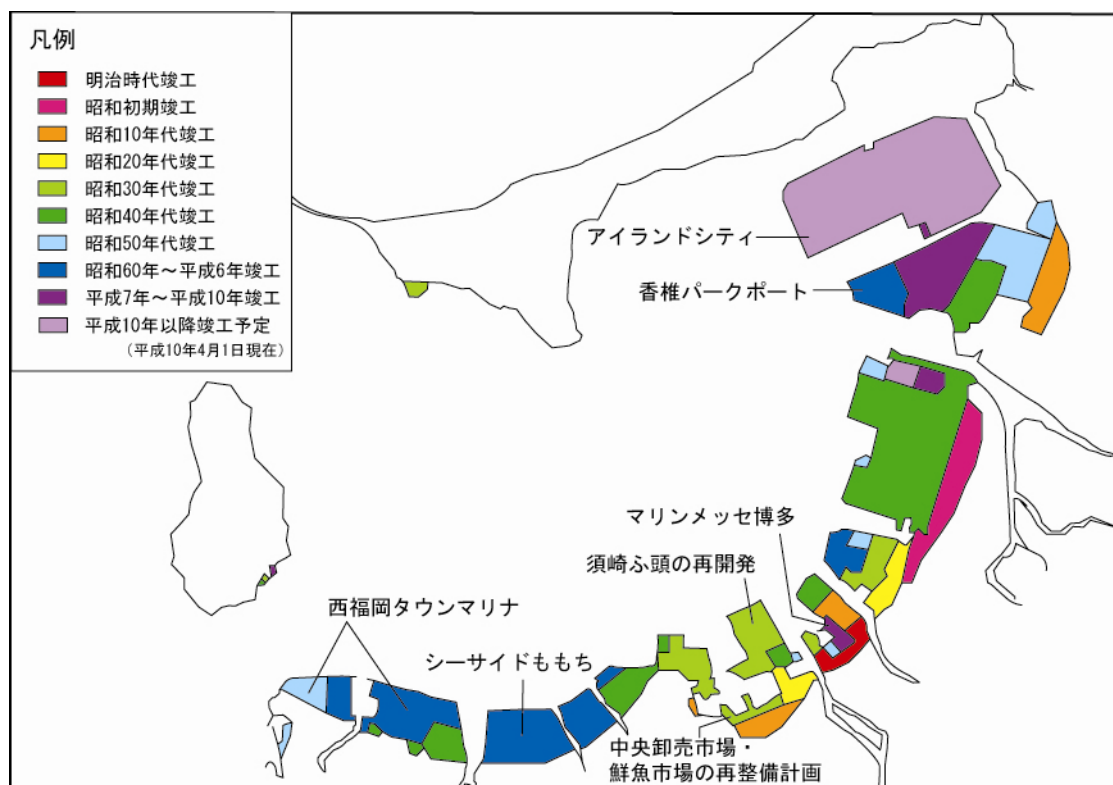 凡例
明治時代竣工
昭和初期竣工
昭和10年代竣工
昭和20年代竣工
昭和30年代竣工
昭和40年代竣工
昭和50年代竣工
昭和60年～平成6年竣工
平成7年～平成10年竣工
平成10年以降竣工予定
（平成10年4月1日現在）
アイランドシティ
香椎パークポート
マリンメッセ博多
須崎ふ頭の再開発
西福岡タウンマリナ
シーサイドももち
中央卸売市場・
鮮魚市場の再整備計画